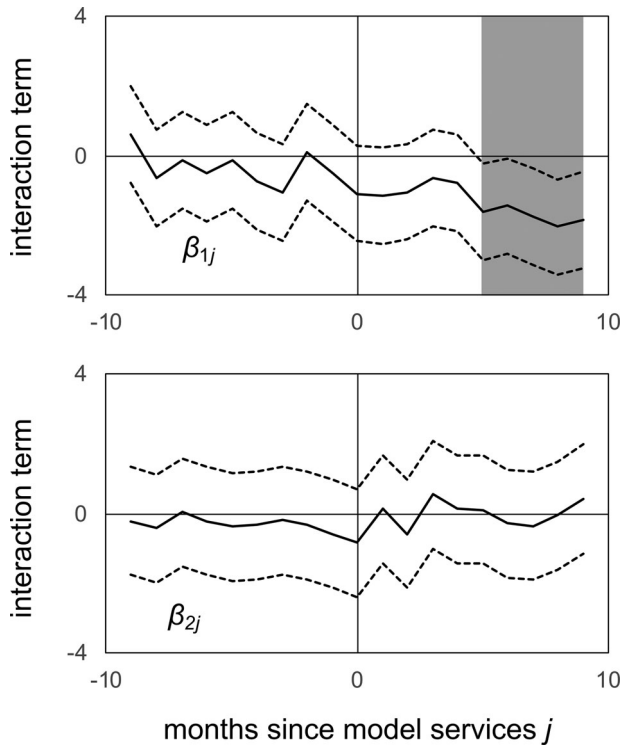 4
interaction term
0
β1j
-4
-10
0
10
4
interaction term
0
β2j
-4
-10
0
10
months since model services j